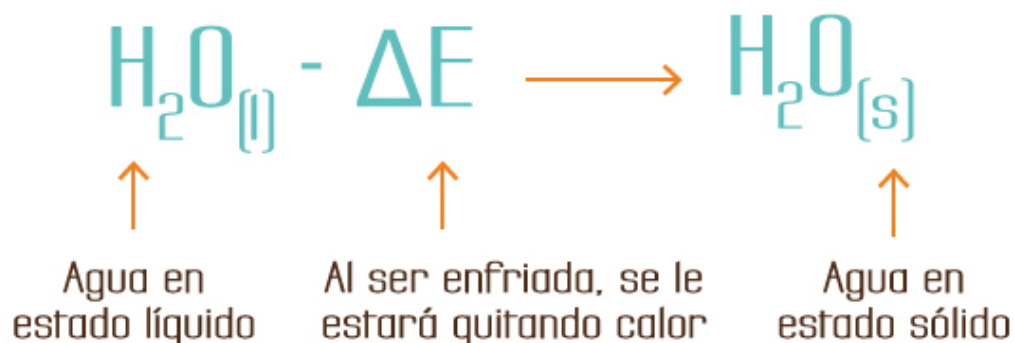 H₂O(l) - ΔE → H₂O(s)
Agua en
estado líquido
Al ser enfriada, se le
estará quitando calor
Agua en
estado sólido